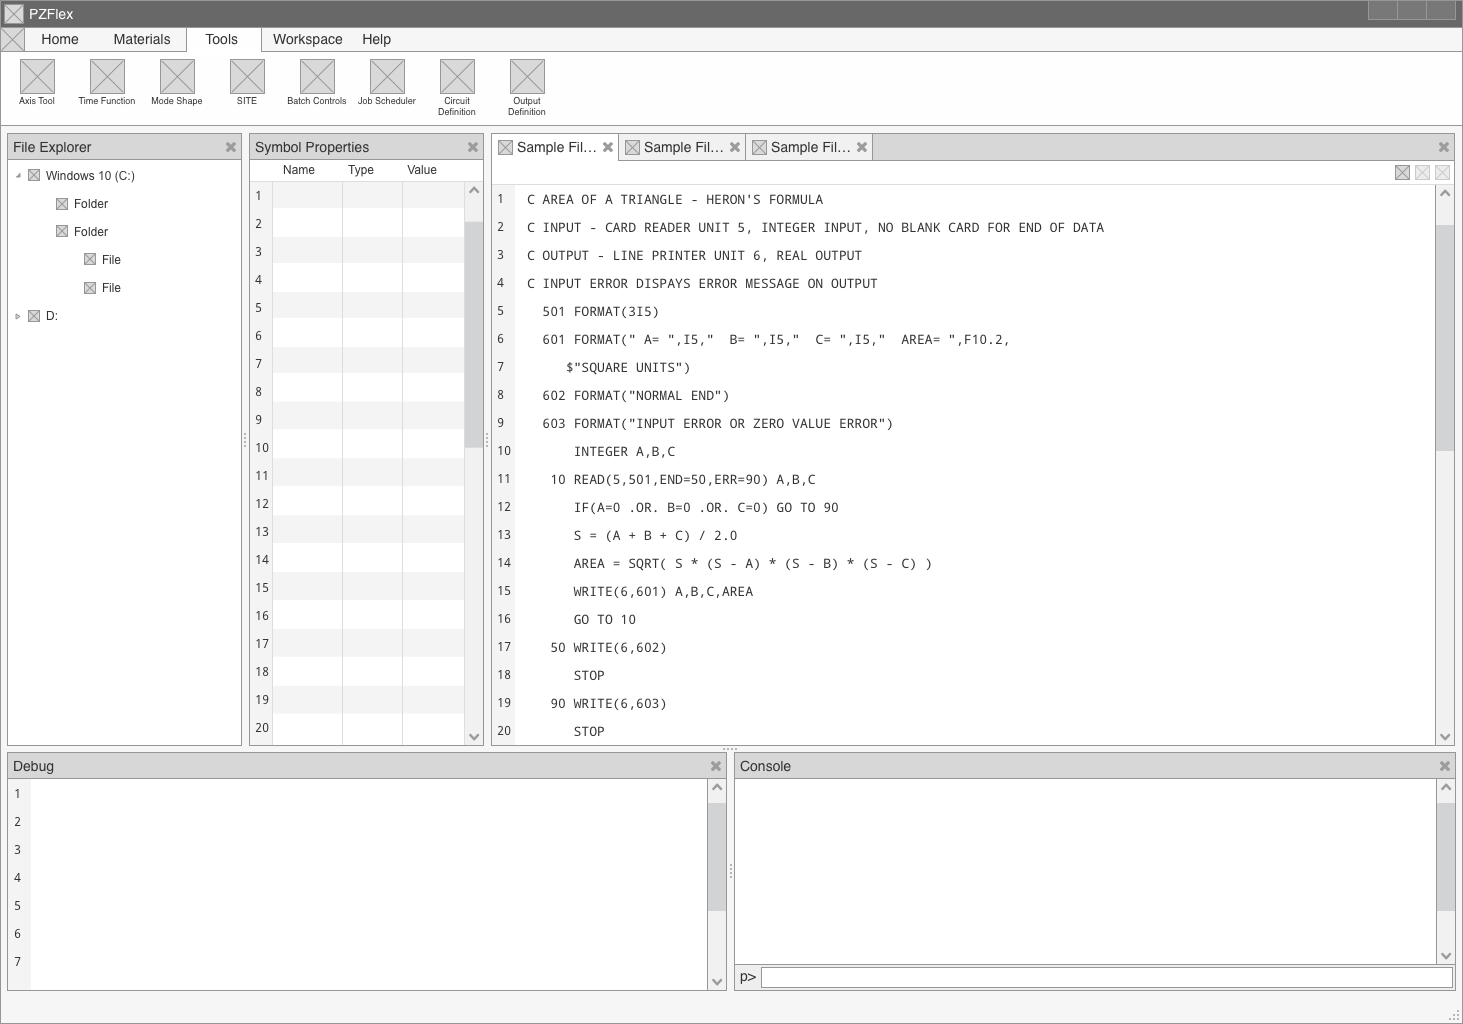 PZFlex
Home Materials Tools Workspace Help
Axis Tool
Time Function
Mode Shape
SITE
Batch Controls
Job Scheduler
Circuit
Definition
Output
Definition
File Explorer
Windows 10 (C:)
Folder
Folder
File
File
D:
Symbol Properties
Name Type Value
1
2
3
4
5
6
7
8
9
10
11
12
13
14
15
16
17
18
19
20
Sample Fil... Sample Fil... Sample Fil...
1 C AREA OF A TRIANGLE - HERON'S FORMULA
2 C INPUT - CARD READER UNIT 5, INTEGER INPUT, NO BLANK CARD FOR END OF DATA
3 C OUTPUT - LINE PRINTER UNIT 6, REAL OUTPUT
4 C INPUT ERROR DISPAYS ERROR MESSAGE ON OUTPUT
5 501 FORMAT(3I5)
6 601 FORMAT(" A= ",I5,"  B= ",I5,"  C= ",I5,"  AREA= ",F10.2,
7 $"SQUARE UNITS")
8 602 FORMAT("NORMAL END")
9 603 FORMAT("INPUT ERROR OR ZERO VALUE ERROR")
10 INTEGER A,B,C
11 10 READ(5,501,END=50,ERR=90) A,B,C
12 IF(A=0 .OR. B=0 .OR. C=0) GO TO 90
13 S = (A + B + C) / 2.0
14 AREA = SQRT( S * (S - A) * (S - B) * (S - C) )
15 WRITE(6,601) A,B,C,AREA
16 GO TO 10
17 50 WRITE(6,602)
18 STOP
19 90 WRITE(6,603)
20 STOP
Debug
1
2
3
4
5
6
7
Console
p>